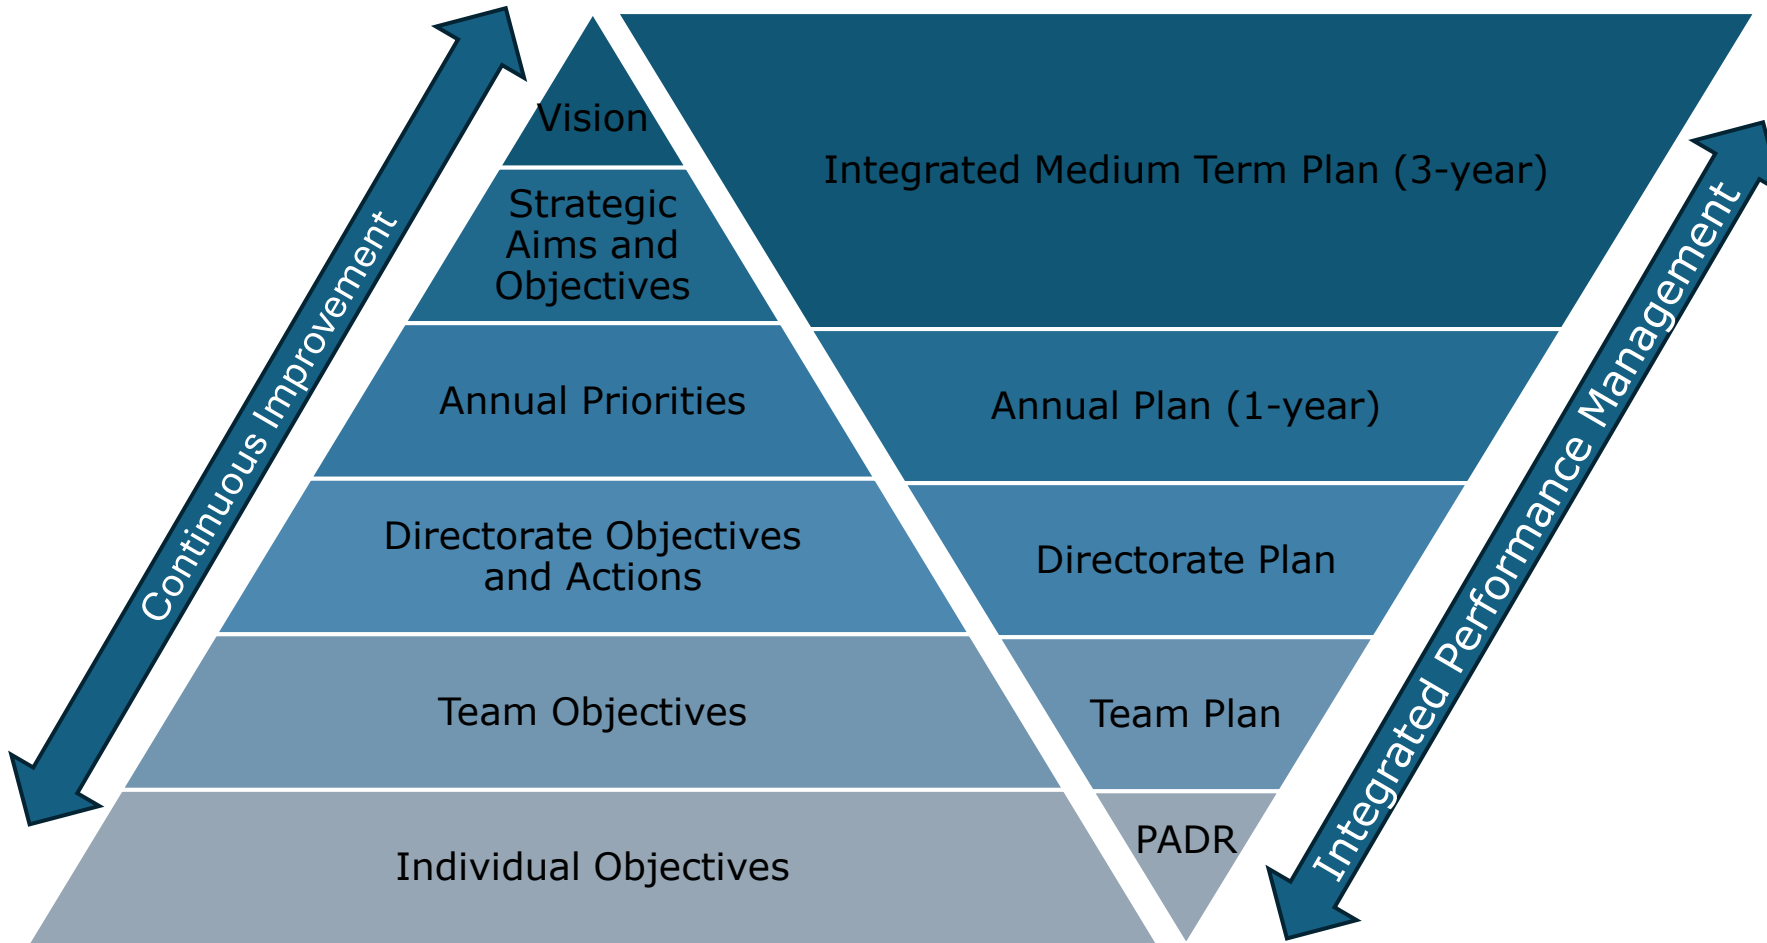 Continuous Improvement
Vision
Strategic
Aims and
Objectives
Annual Priorities
Directorate Objectives
and Actions
Team Objectives
Individual Objectives
Integrated Medium Term Plan (3-year)
Annual Plan (1-year)
Directorate Plan
Team Plan
PADR
Integrated Performance Management